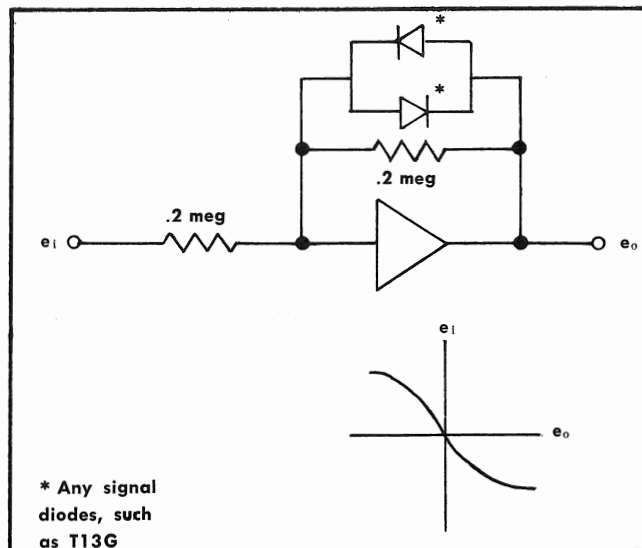 *
*
.2 meg
.2 meg
ei
eo
ei
eo
* Any signal
diodes, such
as T13G